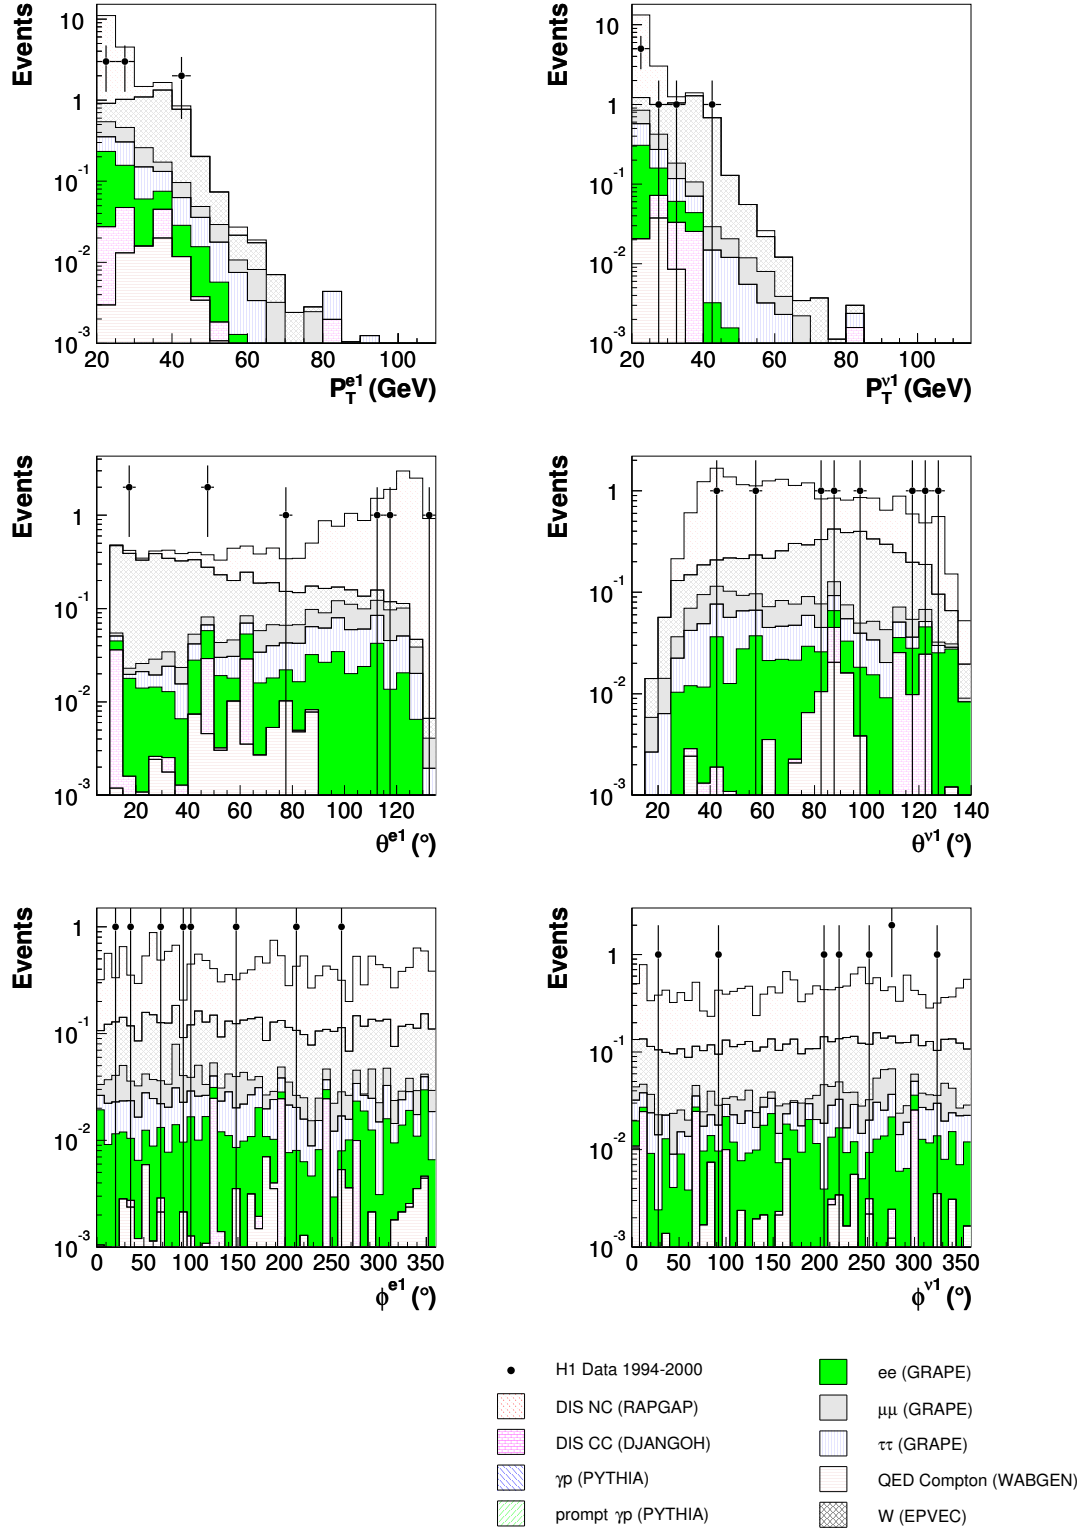 Events
10
1
10^-1
10^-2
10^-3
20 40 60 80 100
P_T^e1 (GeV)
Events
10
1
10^-1
10^-2
10^-3
20 40 60 80 100
P_T^ν1 (GeV)
Events
1
10^-1
10^-2
10^-3
20 40 60 80 100 120
θ^e1 (°)
Events
1
10^-1
10^-2
10^-3
20 40 60 80 100 120 140
θ^ν1 (°)
Events
1
10^-1
10^-2
10^-3
0 50 100 150 200 250 300 350
ϕ^e1 (°)
Events
1
10^-1
10^-2
10^-3
0 50 100 150 200 250 300 350
ϕ^ν1 (°)
H1 Data 1994-2000
DIS NC (RAPGAP)
DIS CC (DJANGOH)
γp (PYTHIA)
prompt γp (PYTHIA)
ee (GRAPE)
μμ (GRAPE)
ττ (GRAPE)
QED Compton (WABGEN)
W (EPVEC)